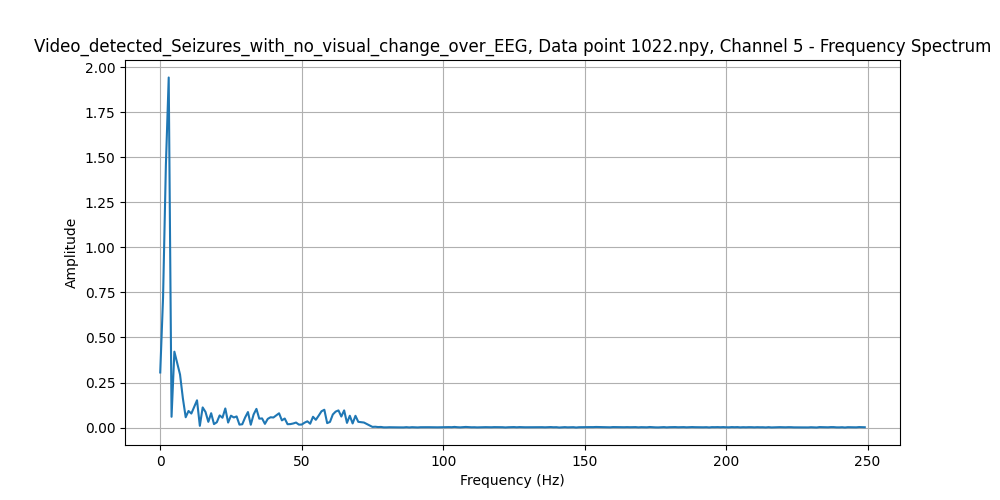 Video_detected_Seizures_with_no_visual_change_over_EEG, Data point 1022.npy, Channel 5 - Frequency Spectrum
2.00
1.75
1.50
1.25
1.00
0.75
0.50
0.25
0.00
Amplitude
0 50 100 150 200 250
Frequency (Hz)